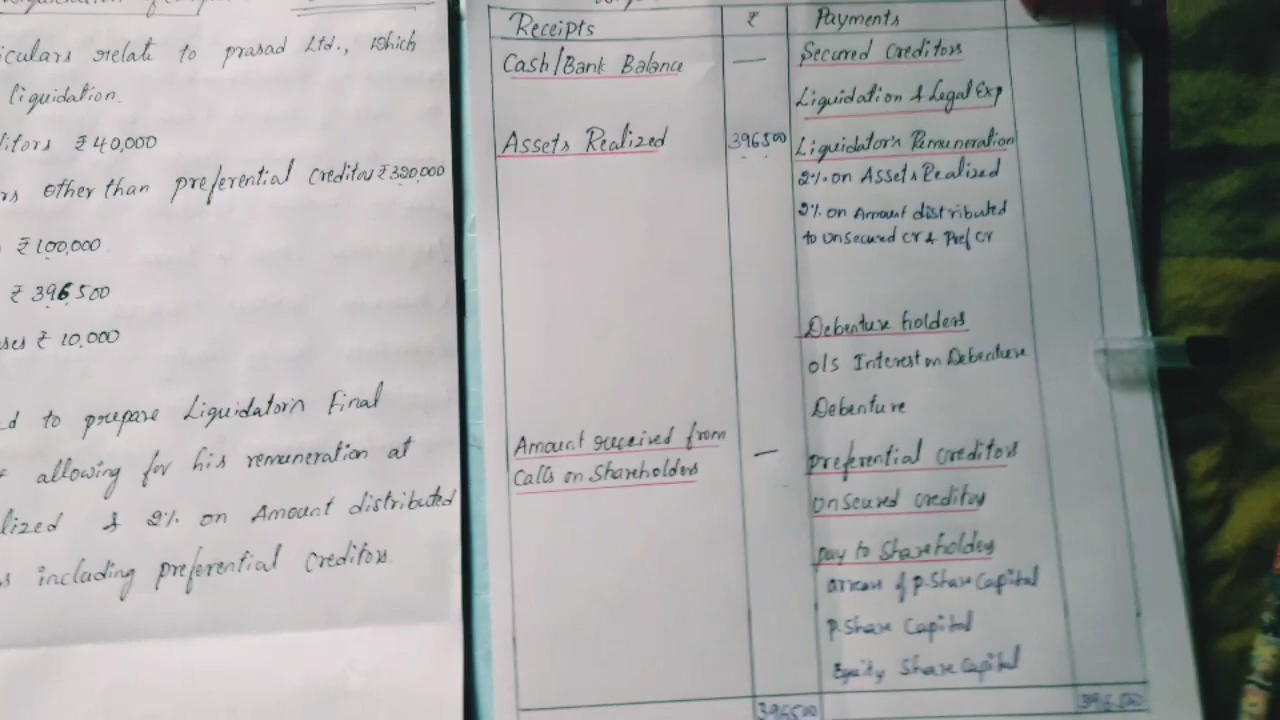 iculars relate to prasad Ltd., which
liquidation.
ditors ₹ 40,000
rs other than preferential creditors ₹ 320,000
₹ 100,000
₹ 396500
ses ₹ 10,000
d to prepare Liquidator's Final
allowing for his remuneration at
lized & 2% on Amount distributed
s including preferential creditors.
Receipts ₹ Payments
Cash/Bank Balance — Secured Creditors
Liquidation & Legal Exp
Assets Realized 396500 Liquidator's Remuneration
2% on Assets Realized
2% on Amount distributed
to unsecured cr & Pref cr
Debenture holders
o/s Interest on Debenture
Debenture
Amount received from
Calls on Shareholders —
preferential creditors
unsecured creditors
pay to Shareholders
arrears of p. Share Capital
p. Share Capital
Equity Share Capital
396500 396500